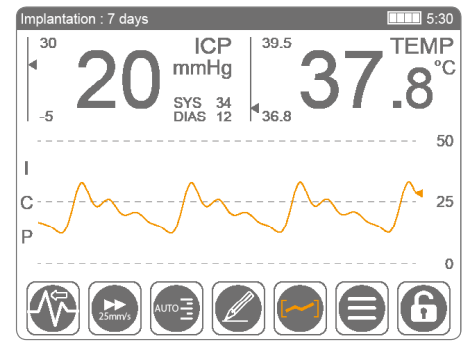 Implantation : 7 days 5:30
30 ICP 39.5 TEMP
20 mmHg 37.8 °C
SYS 34
-5 DIAS 12 36.8
50
I
C 25
P
0
25mm/s AUTO